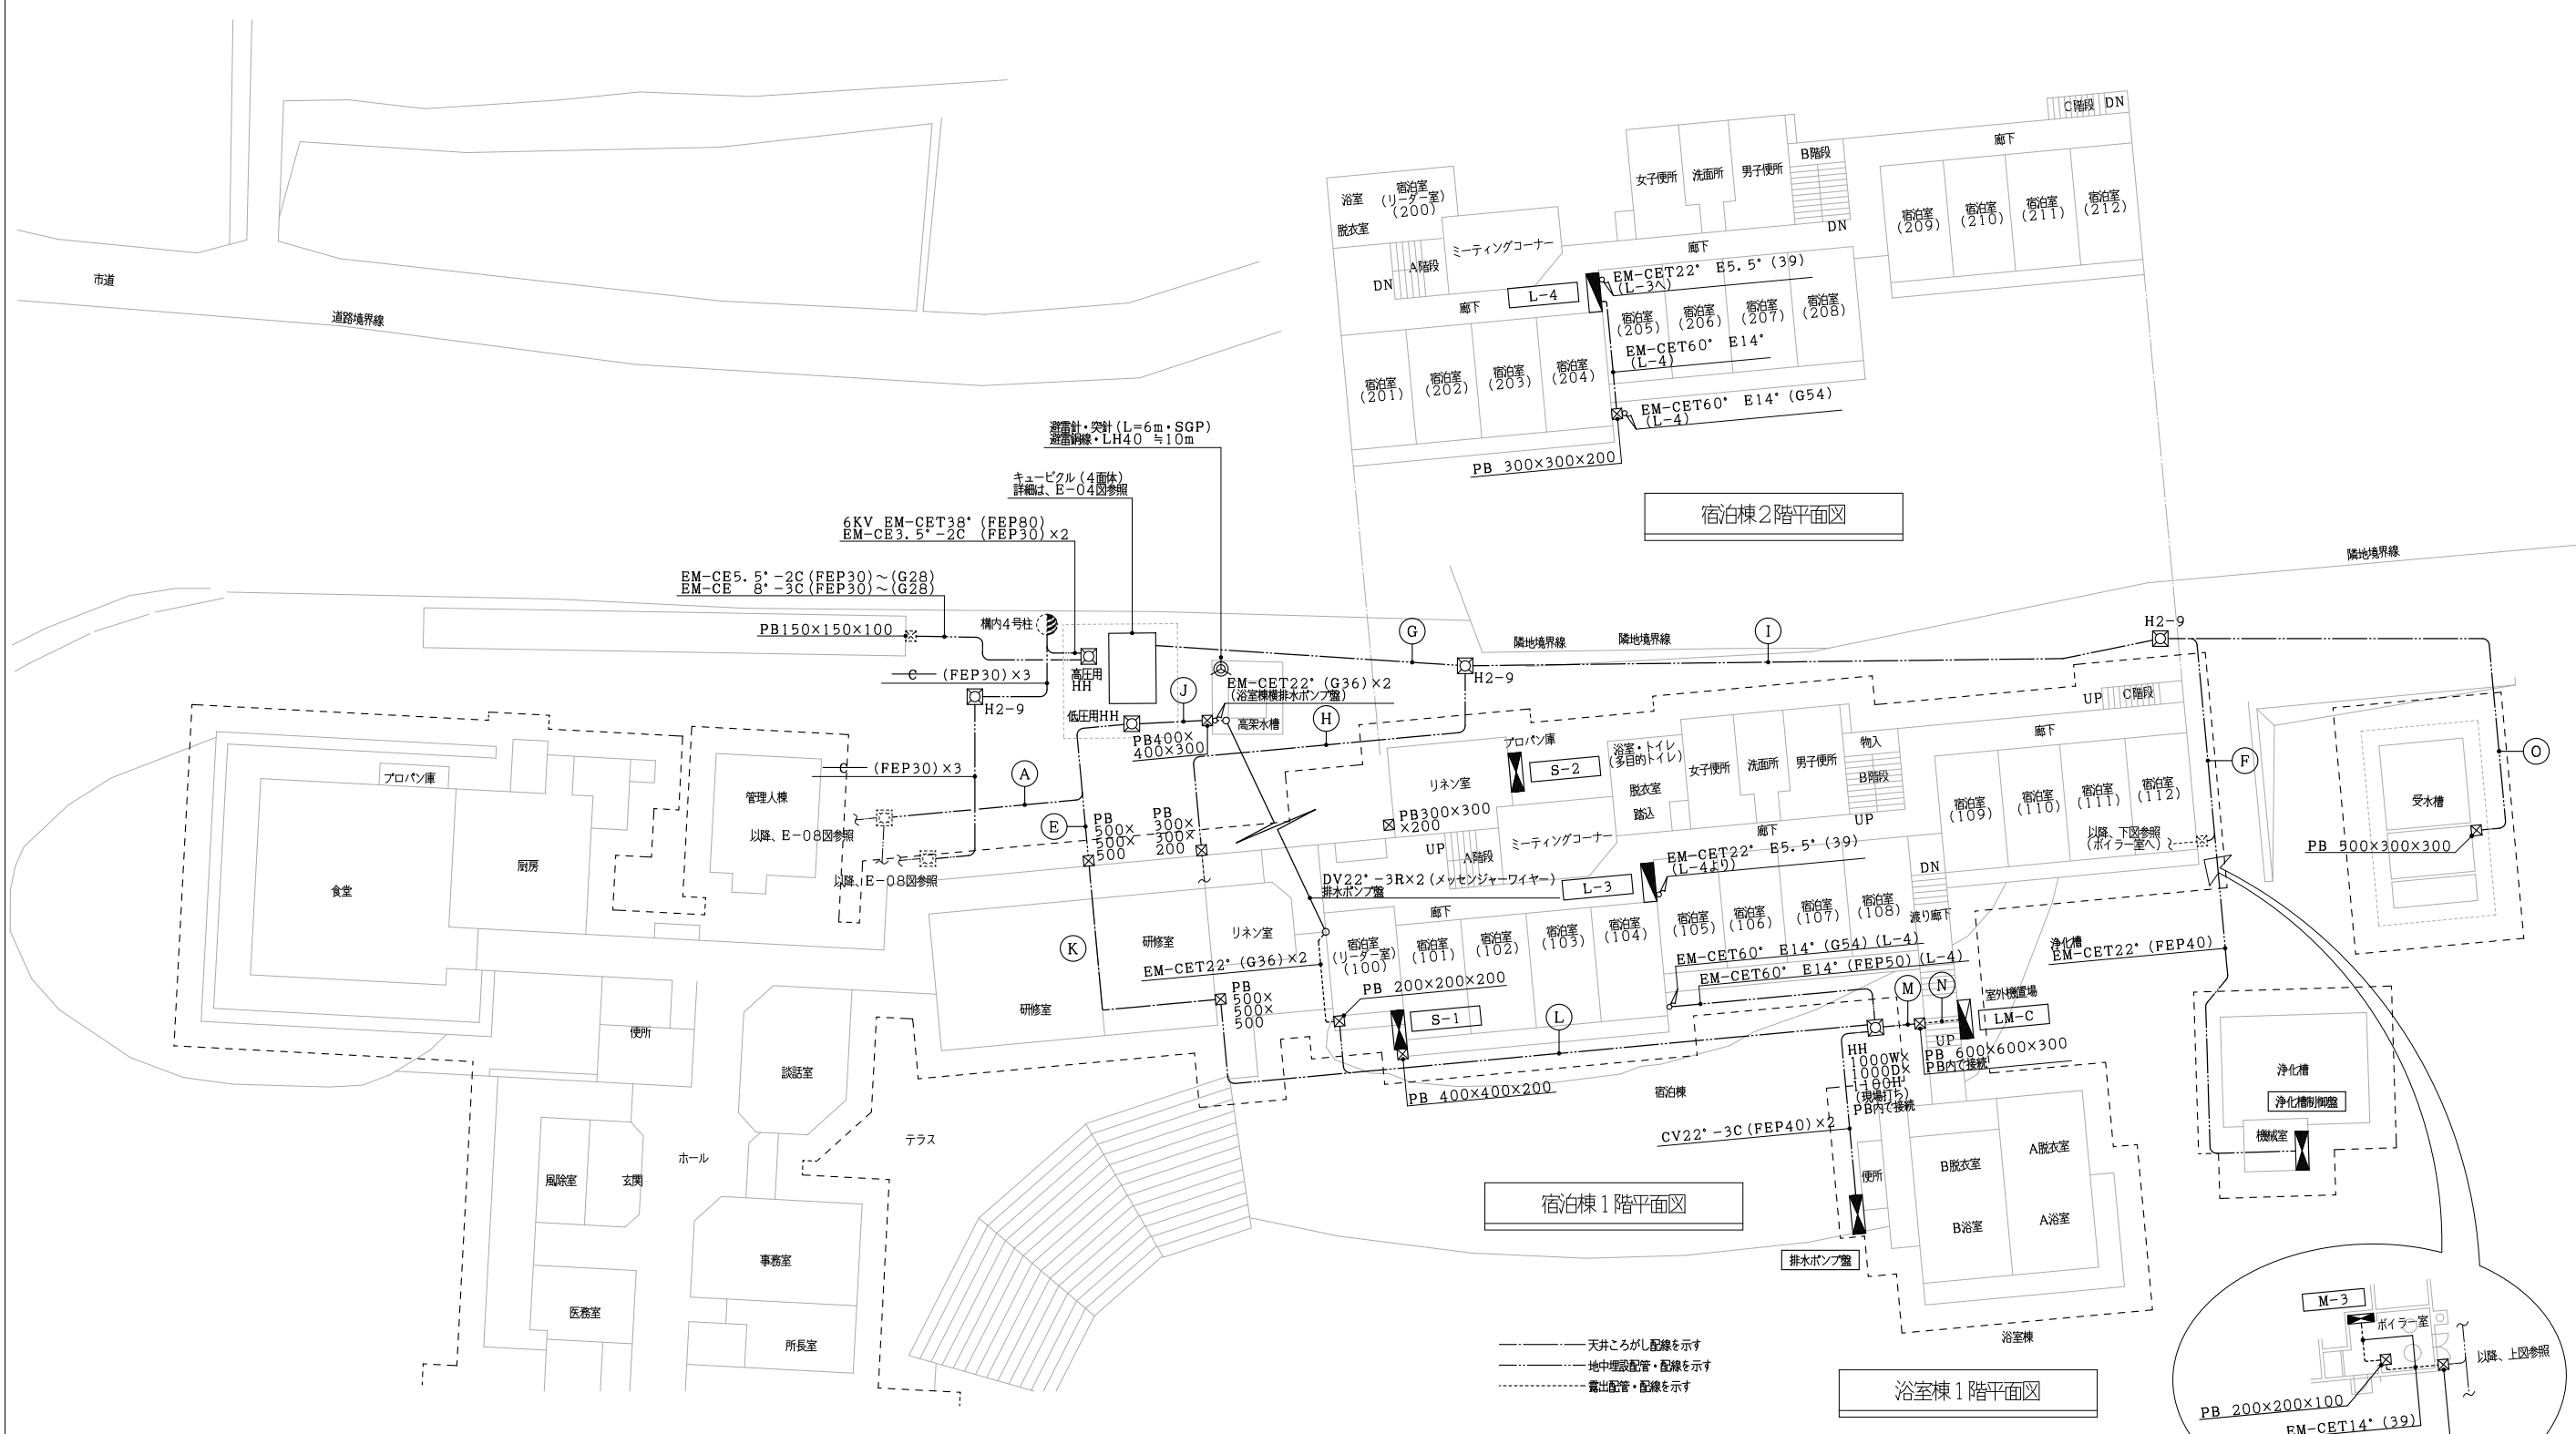 市道
道路境界線
浴室
宿泊室
(リーダー室)
(200)
脱衣室
DN
A階段
ミーティングコーナー
女子便所
洗面所
男子便所
B階段
DN
廊下
C階段 DN
廊下
宿泊室
(209)
宿泊室
(210)
宿泊室
(211)
宿泊室
(212)
廊下
L-4
EM-CET22° E5.5°(39)
(L-3へ)
宿泊室
(205)
宿泊室
(206)
宿泊室
(207)
宿泊室
(208)
EM-CET60° E14°
(L-4)
宿泊室
(201)
宿泊室
(202)
宿泊室
(203)
宿泊室
(204)
EM-CET60° E14°(G54)
(L-4)
PB 300×300×200
宿泊棟2階平面図
避雷針・突針(L=6m・SGP)
避雷銅線・LH40 ≒10m
キュービクル(4面体)
詳細は、E-04図参照
6KV EM-CET38°(FEP80)
EM-CE3.5°-2C (FEP30)×2
EM-CE5.5°-2C(FEP30)～(G28)
EM-CE 8°-3C(FEP30)～(G28)
PB150×150×100
構内4号柱
C (FEP30)×3
高圧用
HH
H2-9
低圧用HH
J
EM-CET22°(G36)×2
(浴室棟横排水ポンプ盤)
高架水槽
PB400×
400×300
G
H2-9
H
I
隣地境界線
隣地境界線
隣地境界線
H2-9
F
O
C (FEP30)×3
A
E
プロパン庫
管理人棟
以降、E-08図参照
以降、E-08図参照
厨房
食堂
PB
500×
500×
500
PB
300×
300×
200
プロパン庫
リネン室
S-2
PB300×300
×200
浴室・トイレ
(多目的トイレ)
脱衣室
踏込
女子便所
洗面所
男子便所
物入
B階段
UP
UP C階段
廊下
宿泊室
(109)
宿泊室
(110)
宿泊室
(111)
宿泊室
(112)
以降、下図参照
(ボイラー室へ)
受水槽
PB 500×300×300
UP
A階段
ミーティングコーナー
廊下
EM-CET22° E5.5°(39)
(L-4より)
DV22°-3R×2(メッセンジャーワイヤー)
排水ポンプ盤
L-3
DN
渡り廊下
廊下
宿泊室
(リーダー室)
(100)
宿泊室
(101)
宿泊室
(102)
宿泊室
(103)
宿泊室
(104)
宿泊室
(105)
宿泊室
(106)
宿泊室
(107)
宿泊室
(108)
K
研修室
リネン室
研修室
EM-CET22°(G36)×2
PB
500×
500×
500
PB 200×200×200
S-1
L
EM-CET60° E14°(G54)(L-4)
EM-CET60° E14°(FEP50)(L-4)
M
N
室外機置場
LM-C
UP
浄化槽
EM-CET22°(FEP40)
HH
1000W×
1000D×
1100H
(現場打ち)
PB内で接続
PB 600×600×300
PB内で接続
PB 400×400×200
宿泊棟
CV22°-3C(FEP40)×2
便所
B脱衣室
A脱衣室
B浴室
A浴室
排水ポンプ盤
浴室棟
浄化槽
浄化槽制御盤
機械室
便所
談話室
テラス
ホール
風除室
玄関
事務室
医務室
所長室
宿泊棟1階平面図
天井ころがし配線を示す
地中埋設配管・配線を示す
露出配管・配線を示す
浴室棟1階平面図
M-3
ボイラー室
以降、上図参照
PB 200×200×100
EM-CET14°(39)